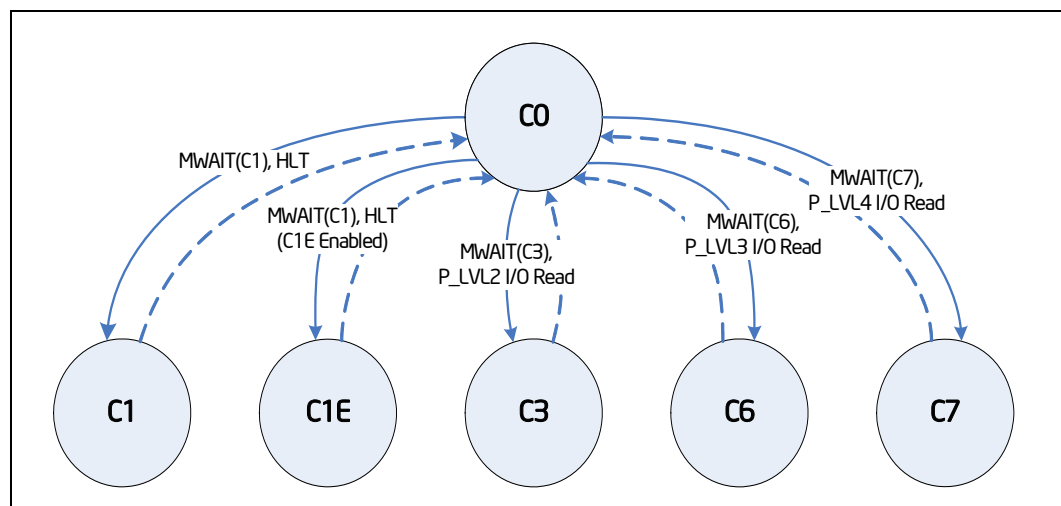 C0
MWAIT(C1), HLT
MWAIT(C1), HLT
(C1E Enabled)
MWAIT(C3),
P_LVL2 I/O Read
MWAIT(C6),
P_LVL3 I/O Read
MWAIT(C7),
P_LVL4 I/O Read
C1
C1E
C3
C6
C7